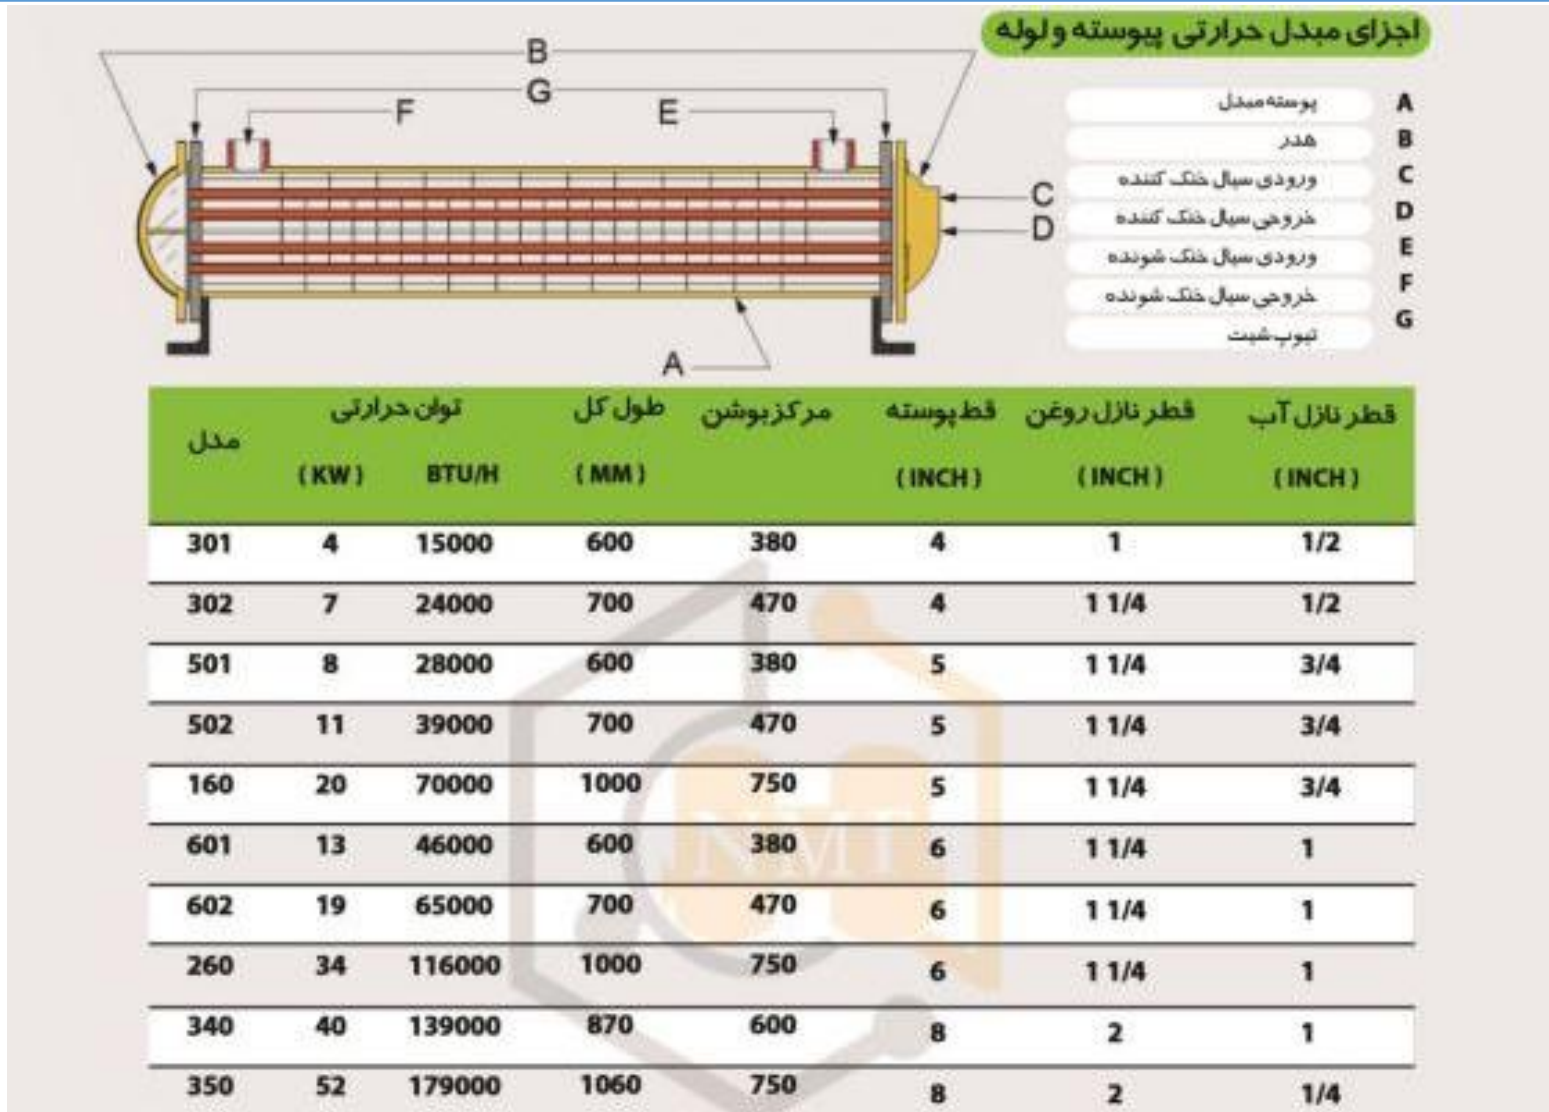 اجزای مبدل حرارتی پیوسته و لوله
A پوسته مبدل
B هدر
C ورودی سیال خنک کننده
D خروجی سیال خنک کننده
E ورودی سیال خنک شونده
F خروجی سیال خنک شونده
G تیوب شیت
B
G
F E
C
D
A
مدل توان حرارتی طول کل مرکز بوشن قط پوسته قطر نازل روغن قطر نازل آب
(KW) BTU/H (MM) (INCH) (INCH) (INCH)
301 4 15000 600 380 4 1 1/2
302 7 24000 700 470 4 1 1/4 1/2
501 8 28000 600 380 5 1 1/4 3/4
502 11 39000 700 470 5 1 1/4 3/4
160 20 70000 1000 750 5 1 1/4 3/4
601 13 46000 600 380 6 1 1/4 1
602 19 65000 700 470 6 1 1/4 1
260 34 116000 1000 750 6 1 1/4 1
340 40 139000 870 600 8 2 1
350 52 179000 1060 750 8 2 1/4
NMT